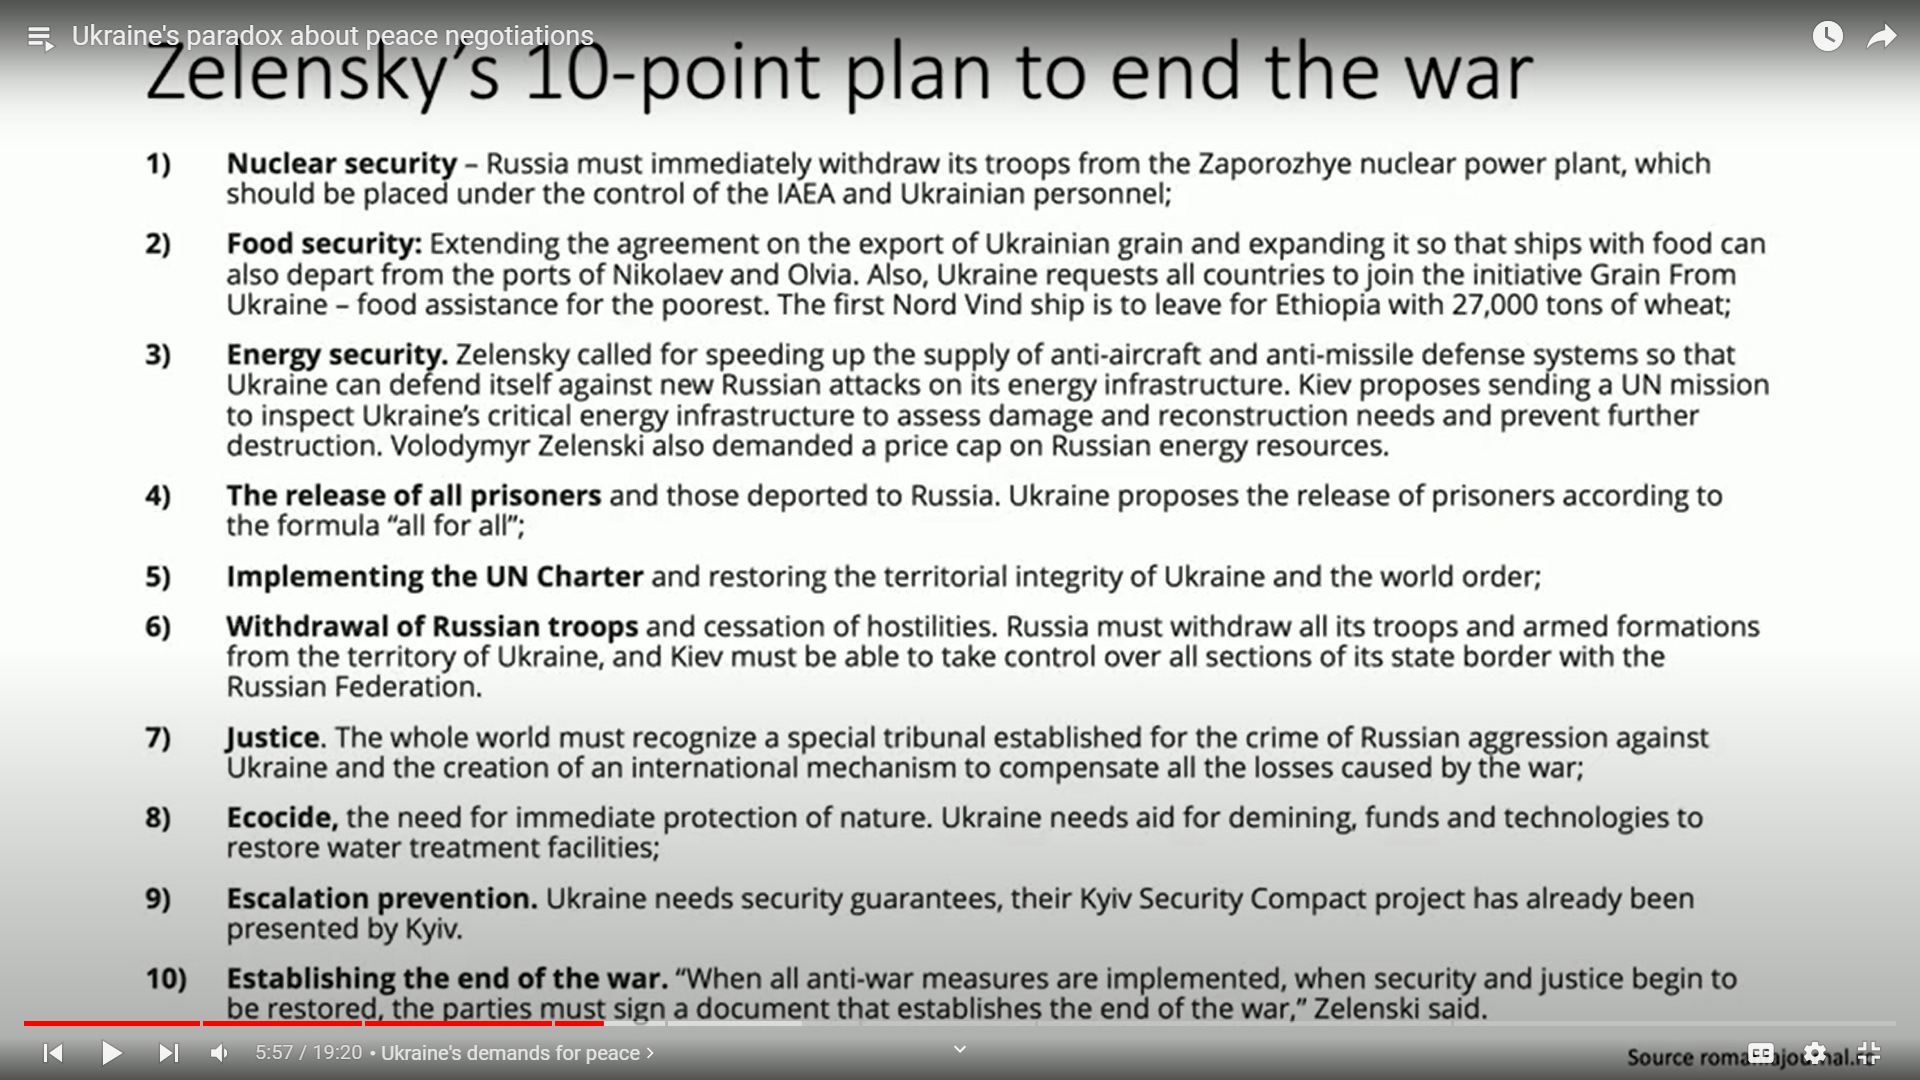 Ukraine's paradox about peace negotiations
Zelensky's 10-point plan to end the war
1) Nuclear security – Russia must immediately withdraw its troops from the Zaporozhye nuclear power plant, which
should be placed under the control of the IAEA and Ukrainian personnel;
2) Food security: Extending the agreement on the export of Ukrainian grain and expanding it so that ships with food can
also depart from the ports of Nikolaev and Olvia. Also, Ukraine requests all countries to join the initiative Grain From
Ukraine – food assistance for the poorest. The first Nord Vind ship is to leave for Ethiopia with 27,000 tons of wheat;
3) Energy security. Zelensky called for speeding up the supply of anti-aircraft and anti-missile defense systems so that
Ukraine can defend itself against new Russian attacks on its energy infrastructure. Kiev proposes sending a UN mission
to inspect Ukraine's critical energy infrastructure to assess damage and reconstruction needs and prevent further
destruction. Volodymyr Zelenski also demanded a price cap on Russian energy resources.
4) The release of all prisoners and those deported to Russia. Ukraine proposes the release of prisoners according to
the formula “all for all”;
5) Implementing the UN Charter and restoring the territorial integrity of Ukraine and the world order;
6) Withdrawal of Russian troops and cessation of hostilities. Russia must withdraw all its troops and armed formations
from the territory of Ukraine, and Kiev must be able to take control over all sections of its state border with the
Russian Federation.
7) Justice. The whole world must recognize a special tribunal established for the crime of Russian aggression against
Ukraine and the creation of an international mechanism to compensate all the losses caused by the war;
8) Ecocide, the need for immediate protection of nature. Ukraine needs aid for demining, funds and technologies to
restore water treatment facilities;
9) Escalation prevention. Ukraine needs security guarantees, their Kyiv Security Compact project has already been
presented by Kyiv.
10) Establishing the end of the war. “When all anti-war measures are implemented, when security and justice begin to
be restored, the parties must sign a document that establishes the end of the war,” Zelenski said.
5:57 / 19:20 • Ukraine's demands for peace
CC
Source